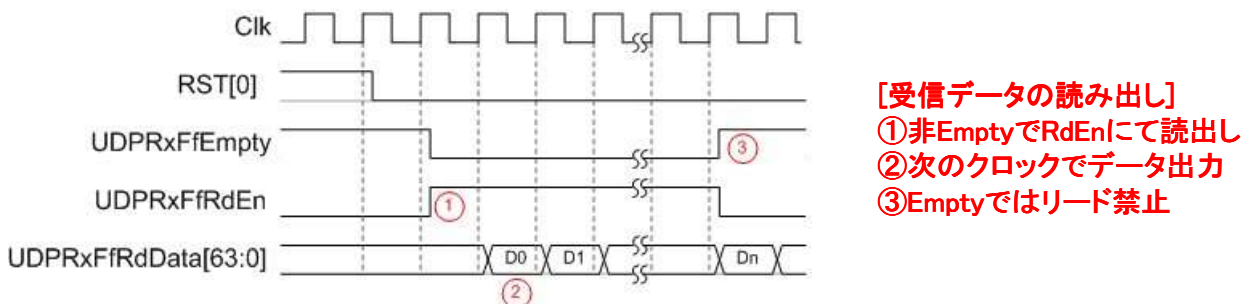 Clk
RST[0]
UDPRxFfEmpty
③
UDPRxFfRdEn
①
UDPRxFfRdData[63:0]
D0
D1
Dn
②
[受信データの読み出し]
①非EmptyでRdEnにて読出し
②次のクロックでデータ出力
③Emptyではリード禁止